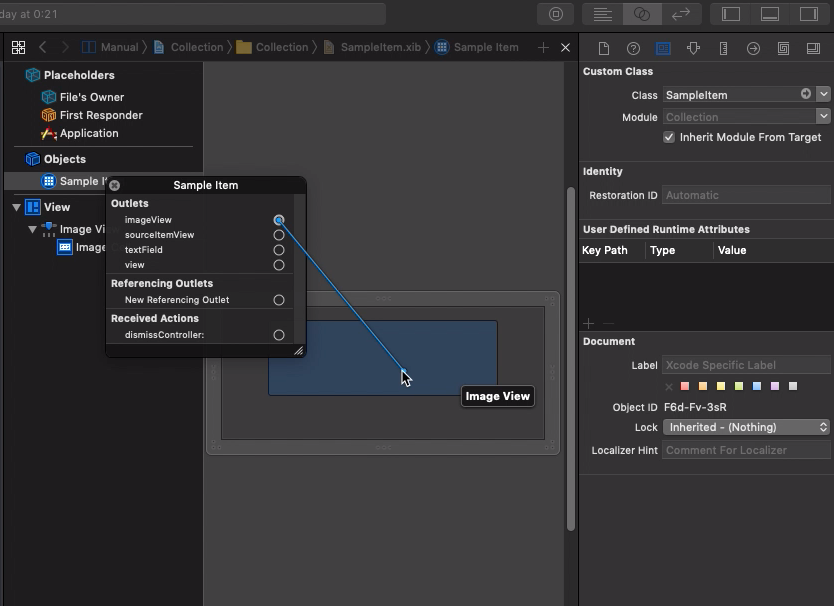 day at 0:21
Manual 〉 Collection 〉 Collection 〉 SampleItem.xib 〉 Sample Item
Placeholders
File's Owner
First Responder
Application
Objects
Sample I
View
Image Vi
Image
Sample Item
Outlets
imageView
sourceItemView
textField
view
Referencing Outlets
New Referencing Outlet
Received Actions
dismissController:
Image View
Custom Class
Class SampleItem
Module Collection
Inherit Module From Target
Identity
Restoration ID Automatic
User Defined Runtime Attributes
Key Path Type Value
Document
Label Xcode Specific Label
Object ID F6d-Fv-3sR
Lock Inherited - (Nothing)
Localizer Hint Comment For Localizer